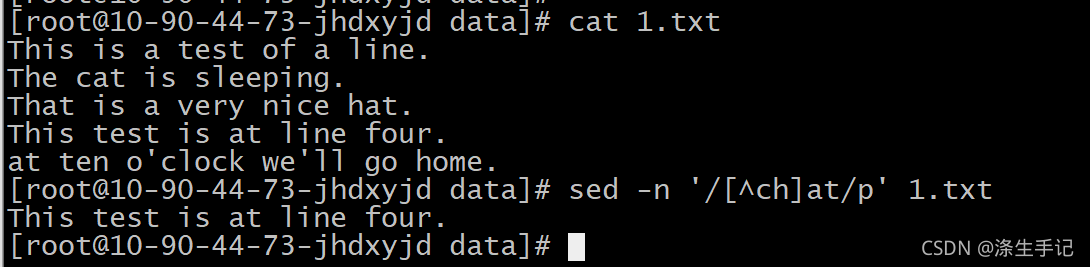 [root@10-90-44-73-jhdxyjd data]# cat 1.txt
This is a test of a line.
The cat is sleeping.
That is a very nice hat.
This test is at line four.
at ten o'clock we'll go home.
[root@10-90-44-73-jhdxyjd data]# sed -n '/[^ch]at/p' 1.txt
This test is at line four.
[root@10-90-44-73-jhdxyjd data]#
CSDN @涤生手记